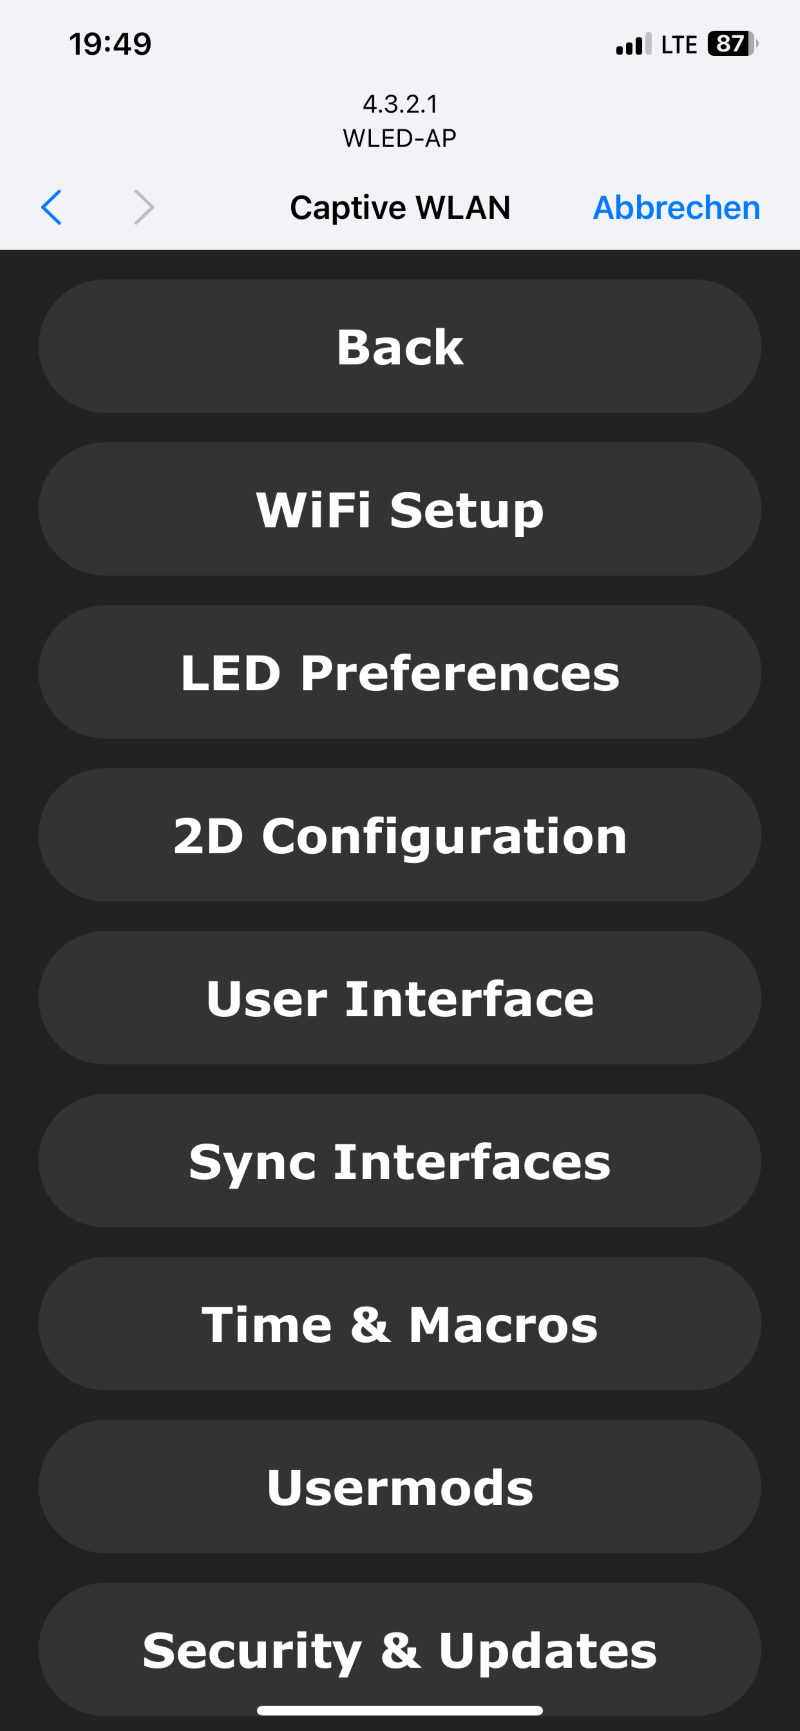 19:49
LTE 87
4.3.2.1
WLED-AP
Captive WLAN Abbrechen
Back
WiFi Setup
LED Preferences
2D Configuration
User Interface
Sync Interfaces
Time & Macros
Usermods
Security & Updates